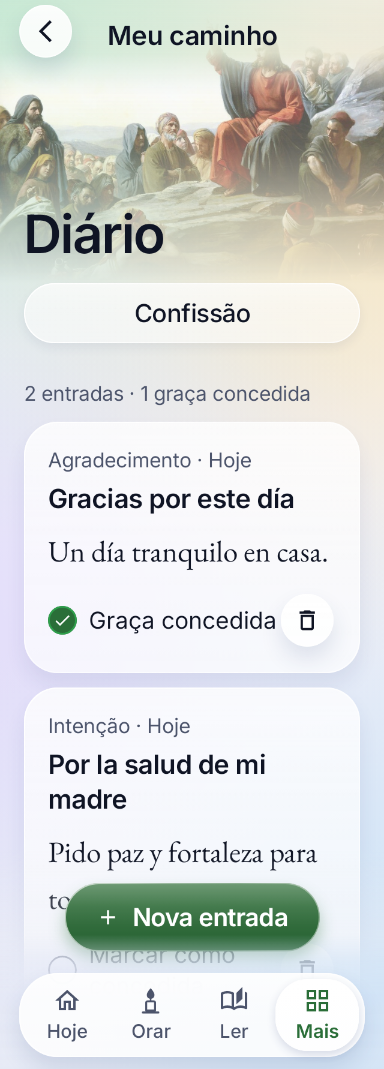 Meu caminho
Diário
Confissão
2 entradas · 1 graça concedida
Agradecimento · Hoje
Gracias por este día
Un día tranquilo en casa.
Graça concedida
Intenção · Hoje
Por la salud de mi
madre
Pido paz y fortaleza para
Nova entrada
Marcar como
Hoje
Orar
Ler
Mais